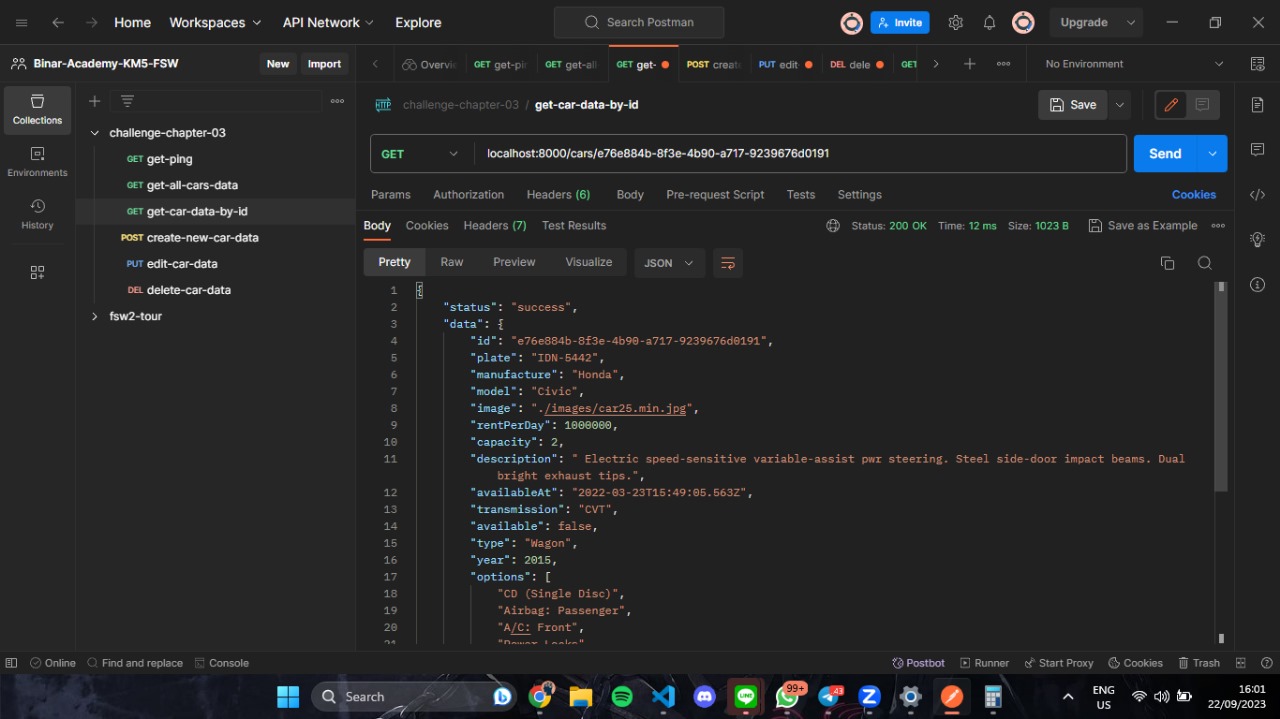 Home
Workspaces
API Network
Explore
Search Postman
Invite
Upgrade
Binar-Academy-KM5-FSW
New
Import
Overvie
GET get-pin
GET get-all
GET get-
POST create
PUT edit-
DEL dele
GET
No Environment
Collections
Environments
History
challenge-chapter-03
GET get-ping
GET get-all-cars-data
GET get-car-data-by-id
POST create-new-car-data
PUT edit-car-data
DEL delete-car-data
fsw2-tour
HTTP challenge-chapter-03 / get-car-data-by-id
Save
GET localhost:8000/cars/e76e884b-8f3e-4b90-a717-9239676d0191
Send
Params Authorization Headers (6) Body Pre-request Script Tests Settings
Cookies
Body Cookies Headers (7) Test Results
Status: 200 OK Time: 12 ms Size: 1023 B
Save as Example
Pretty Raw Preview Visualize JSON
1 {
2 "status": "success",
3 "data": {
4 "id": "e76e884b-8f3e-4b90-a717-9239676d0191",
5 "plate": "IDN-5442",
6 "manufacture": "Honda",
7 "model": "Civic",
8 "image": "./images/car25.min.jpg",
9 "rentPerDay": 1000000,
10 "capacity": 2,
11 "description": " Electric speed-sensitive variable-assist pwr steering. Steel side-door impact beams. Dual
bright exhaust tips.",
12 "availableAt": "2022-03-23T15:49:05.563Z",
13 "transmission": "CVT",
14 "available": false,
15 "type": "Wagon",
16 "year": 2015,
17 "options": [
18 "CD (Single Disc)",
19 "Airbag: Passenger",
20 "A/C: Front",
21 "Power Locks"
Online
Find and replace
Console
Postbot
Runner
Start Proxy
Cookies
Trash
Search
99+
43
ENG
US
16:01
22/09/2023